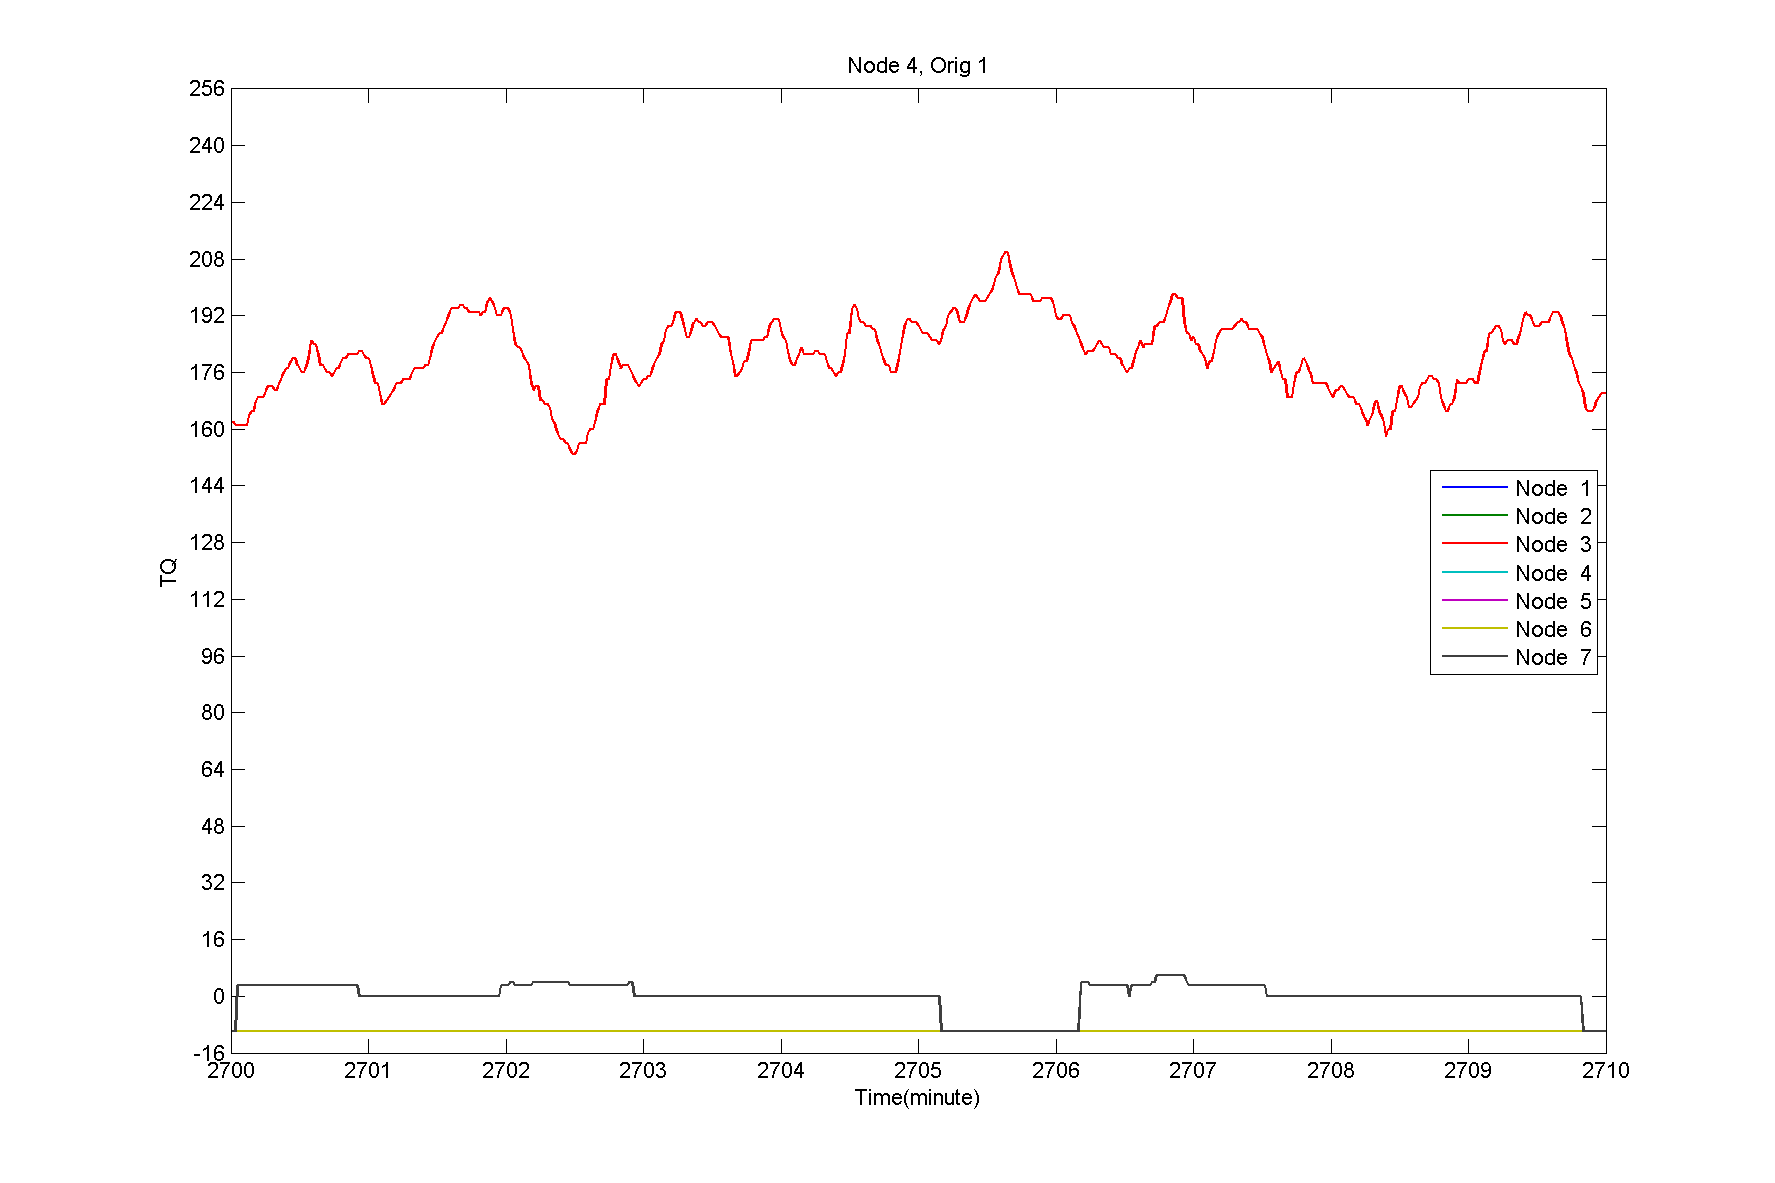 Node 4, Orig 1
256
240
224
208
192
176
160
144
128
112
96
80
64
48
32
16
0
-16
TQ
Node 1
Node 2
Node 3
Node 4
Node 5
Node 6
Node 7
2700 2701 2702 2703 2704 2705 2706 2707 2708 2709 2710
Time(minute)